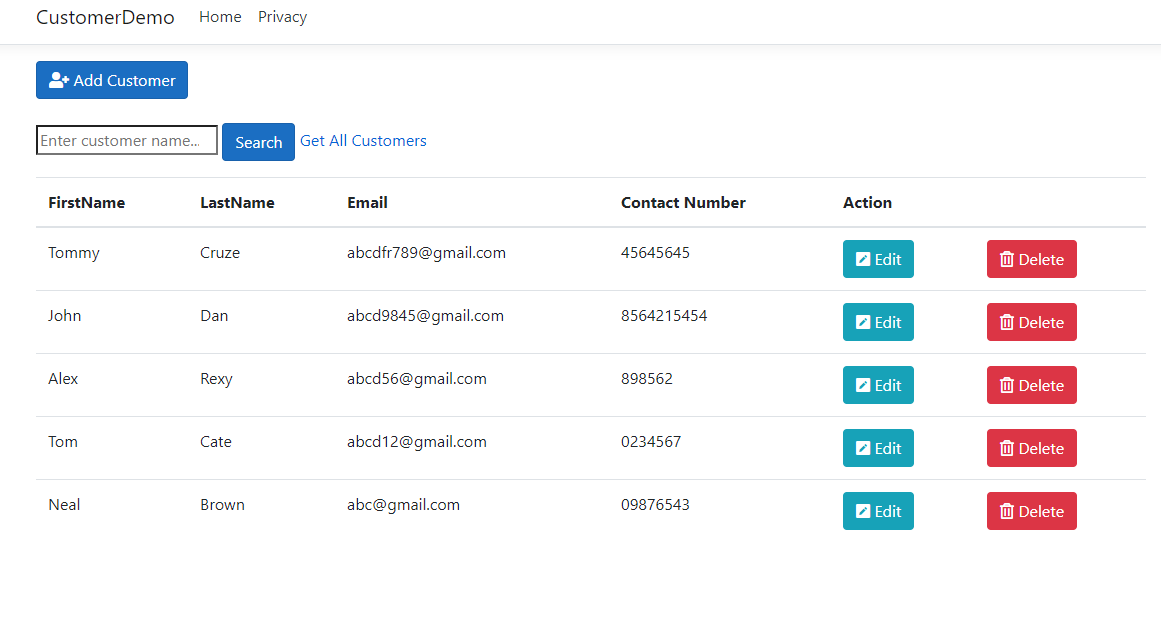 CustomerDemo Home Privacy
Add Customer
Enter customer name... Search Get All Customers
FirstName LastName Email Contact Number Action
Tommy Cruze abcdfr789@gmail.com 45645645 Edit Delete
John Dan abcd9845@gmail.com 8564215454 Edit Delete
Alex Rexy abcd56@gmail.com 898562 Edit Delete
Tom Cate abcd12@gmail.com 0234567 Edit Delete
Neal Brown abc@gmail.com 09876543 Edit Delete